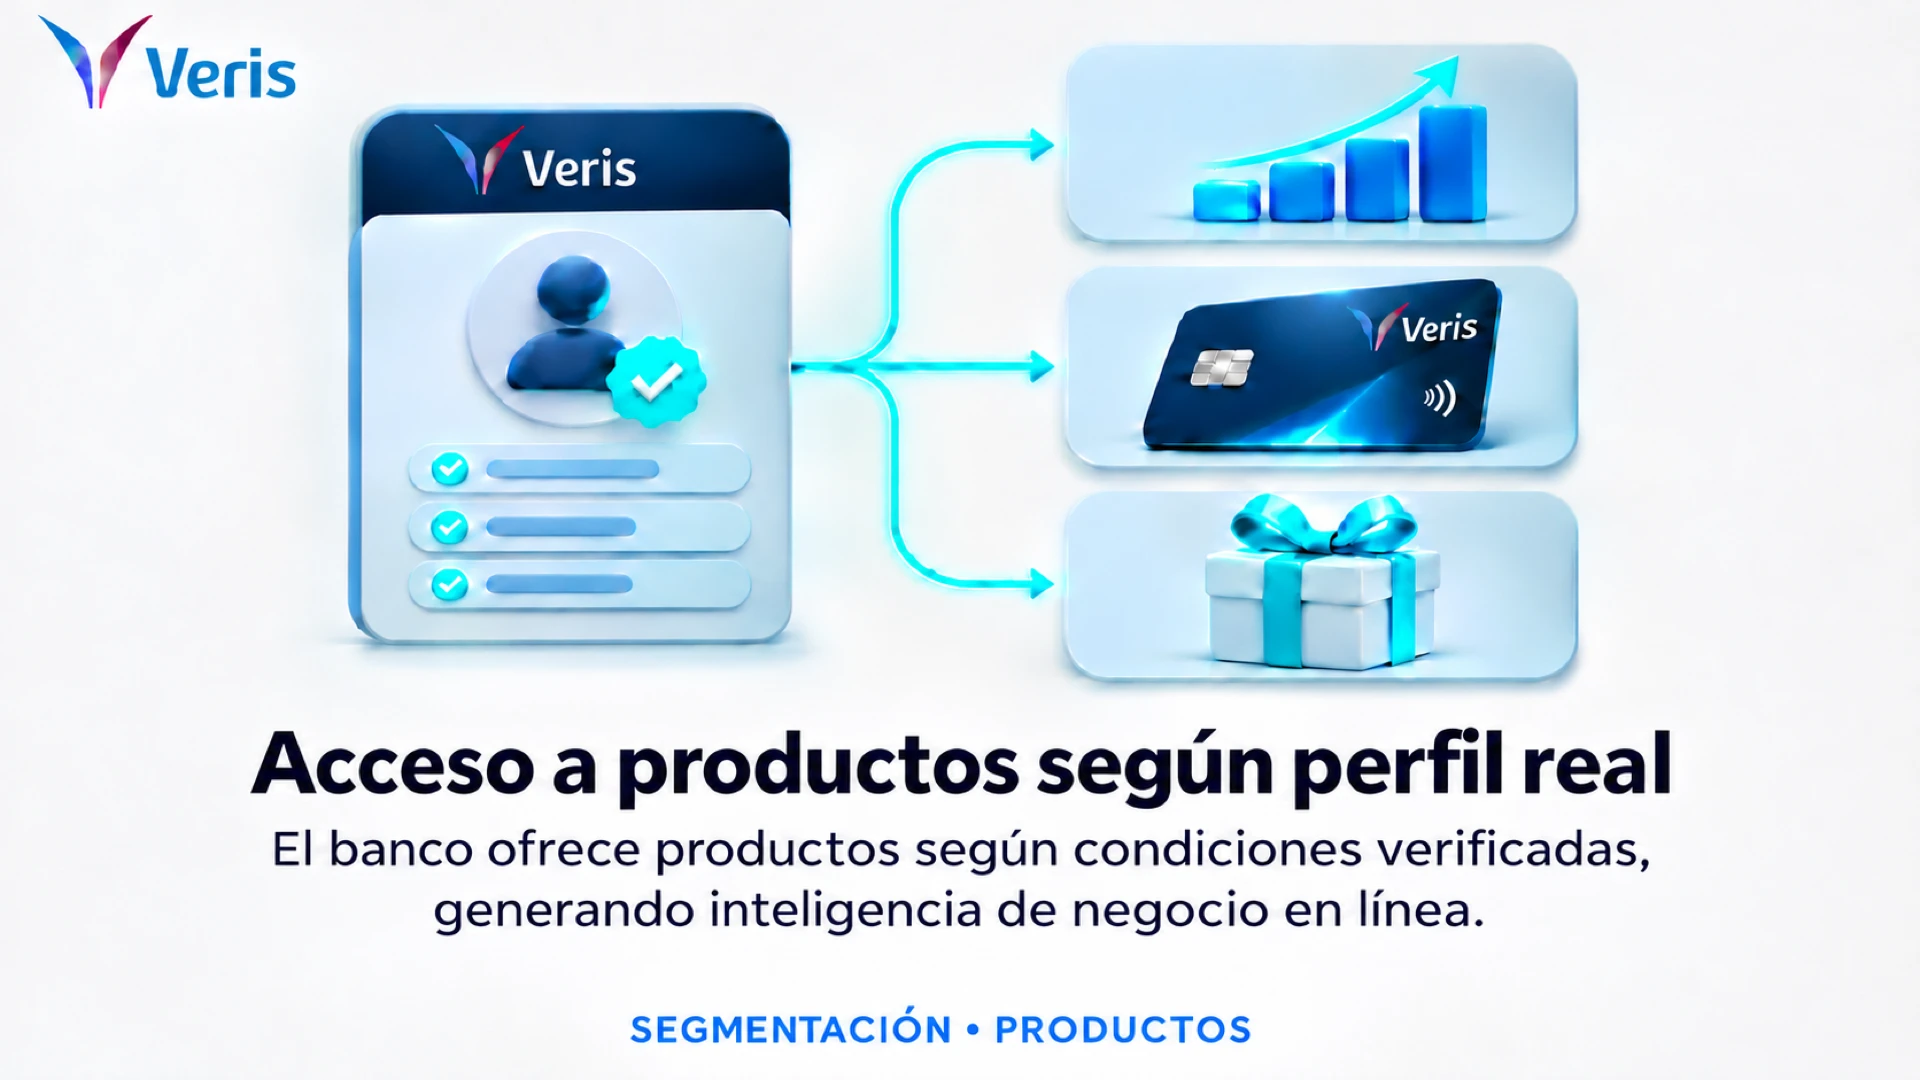 Veris
Veris
Veris
Acceso a productos según perfil real
El banco ofrece productos según condiciones verificadas,
generando inteligencia de negocio en línea.
SEGMENTACIÓN • PRODUCTOS